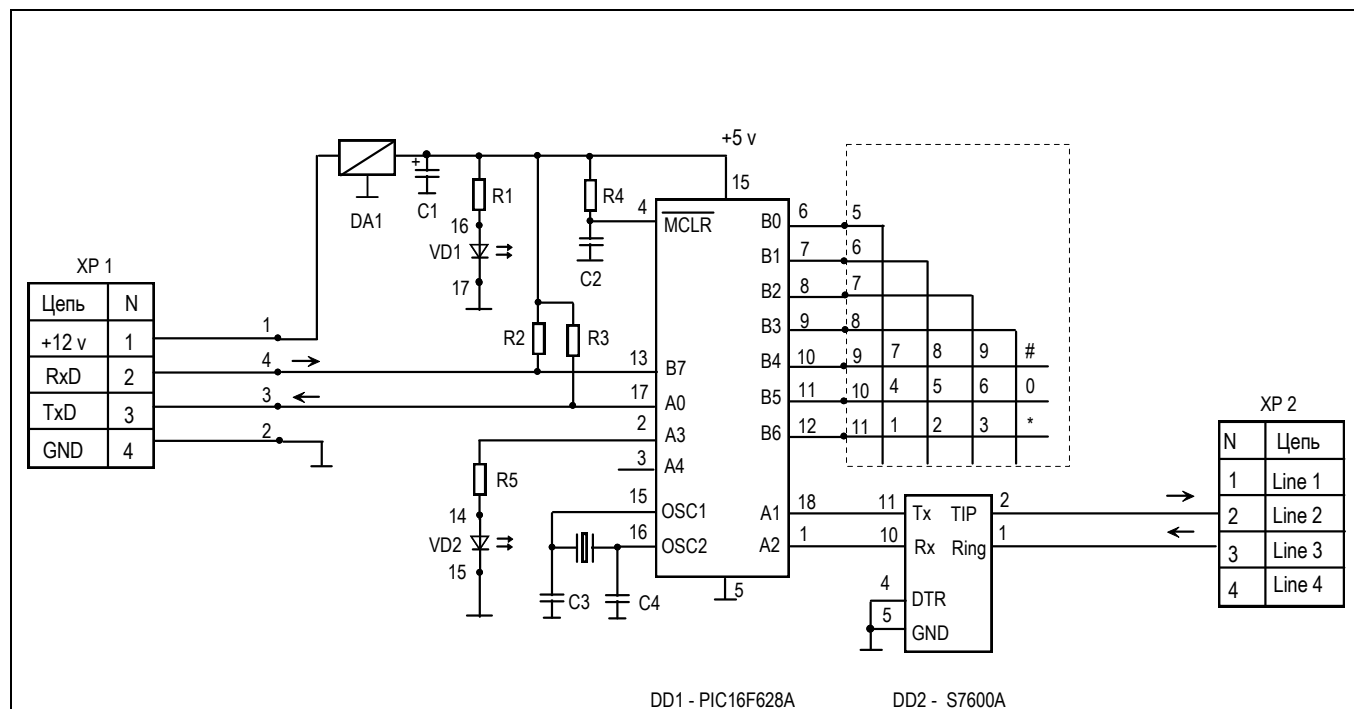 +5 v
DA1
+
C1
R1
16
VD1
17
R4
C2
R2
R3
XP 1
Цепь N
+12 v 1
RxD 2
TxD 3
GND 4
1
4
3
2
15
4 MCLR
13 B7
17 A0
2 A3
3 A4
15 OSC1
16 OSC2
5
R5
14
VD2
15
C3
C4
B0 6 5
B1 7 6
B2 8 7
B3 9 8
B4 10 9 7 8 9 #
B5 11 10 4 5 6 0
B6 12 11 1 2 3 *
A1 18 11 Tx TIP 2
A2 1 10 Rx Ring 1
4 DTR
5 GND
XP 2
N Цепь
1 Line 1
2 Line 2
3 Line 3
4 Line 4
DD1 - PIC16F628A DD2 - S7600A